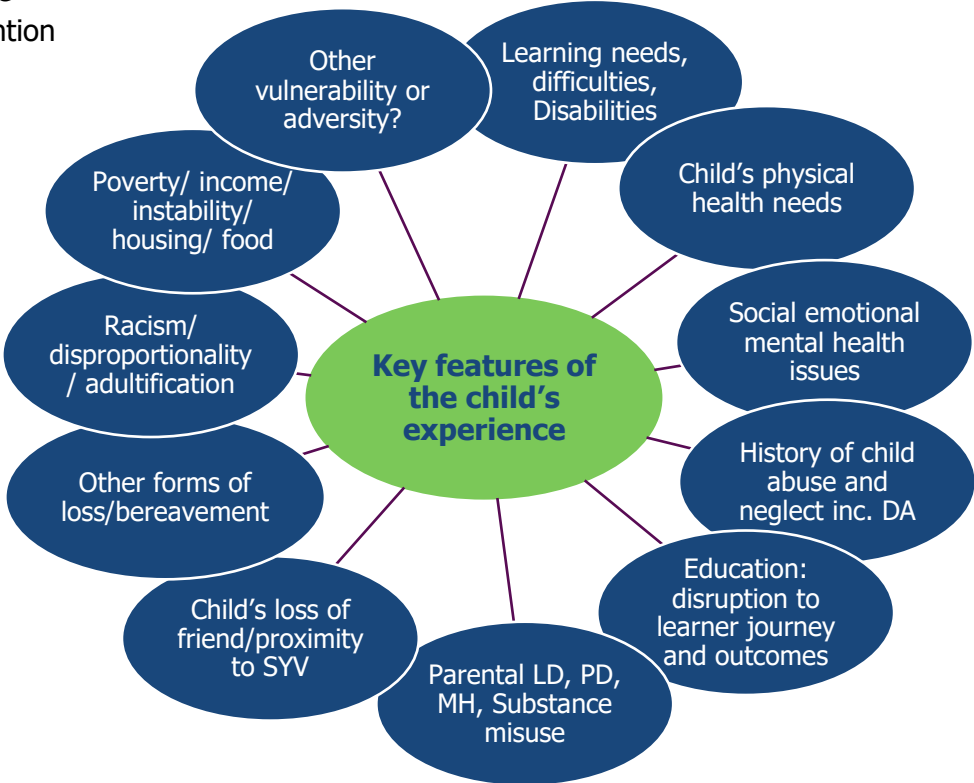 ntion
Other
vulnerability or
adversity?
Learning needs,
difficulties,
Disabilities
Child's physical
health needs
Social emotional
mental health
issues
History of child
abuse and
neglect inc. DA
Education:
disruption to
learner journey
and outcomes
Parental LD, PD,
MH, Substance
misuse
Child's loss of
friend/proximity
to SYV
Other forms of
loss/bereavement
Racism/
disproportionality
/ adultification
Poverty/ income/
instability/
housing/ food
Key features of
the child's
experience